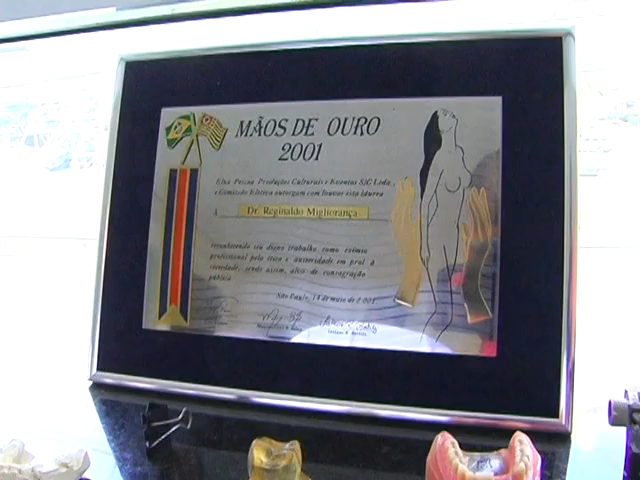 MÃOS DE OURO
2001
Elna Pessoa Produções Culturais e Eventos S/C Ltda.,
e Comissão Eletiva outorgam com louvor esta láurea
À Dr. Reginaldo Migliorança
reconhecendo seu digno trabalho como exímio
profissional pela ética e austeridade em prol à
sociedade, sendo assim, alvo de consagração
pública
São Paulo, 14 de maio de 2.001